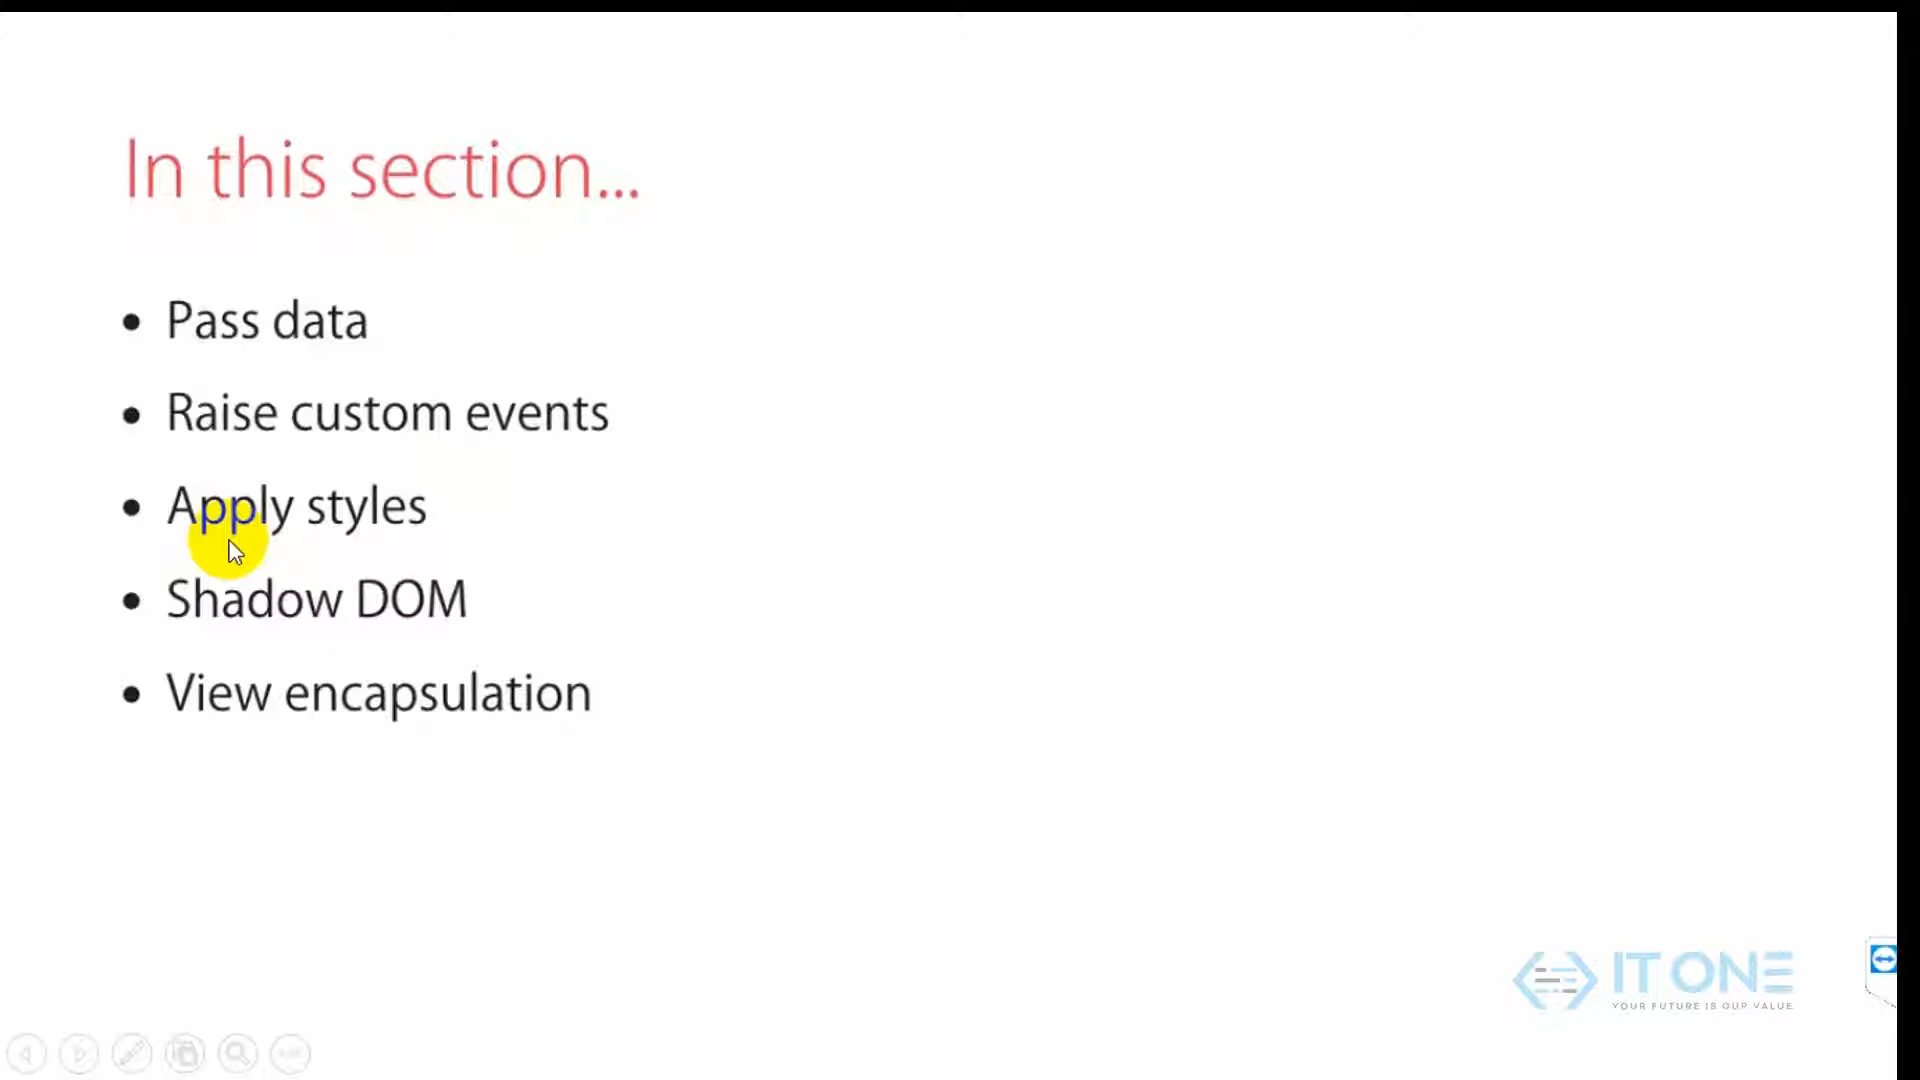 In this section...
• Pass data
• Raise custom events
• Apply styles
• Shadow DOM
• View encapsulation
IT ONE
YOUR FUTURE IS OUR VALUE